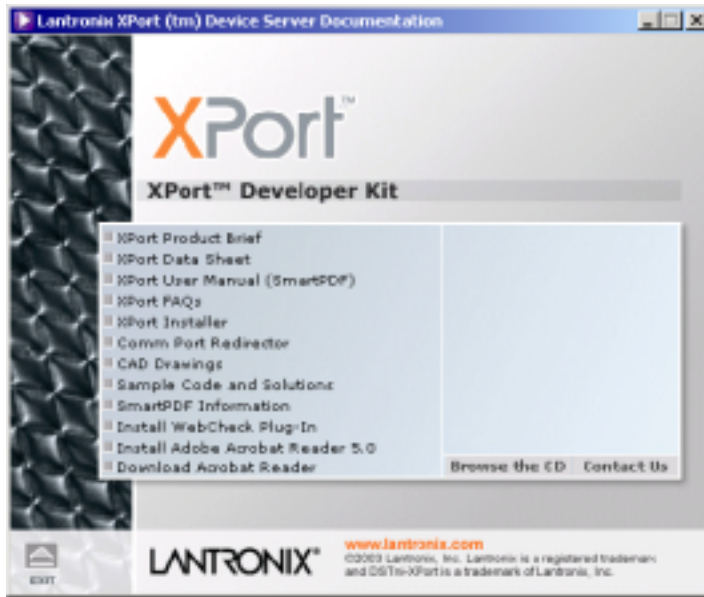 Lantronix XPort (tm) Device Server Documentation
XPort™
XPort™ Developer Kit
XPort Product Brief
XPort Data Sheet
XPort User Manual (SmartPDF)
XPort FAQs
XPort Installer
Comm Port Redirector
CAD Drawings
Sample Code and Solutions
SmartPDF Information
Install WebCheck Plug-In
Install Adobe Acrobat Reader 5.0
Download Acrobat Reader
Browse the CD Contact Us
EXIT
LANTRONIX®
www.lantronix.com
©2003 Lantronix, Inc. Lantronix is a registered trademark
and DSTni-XPort is a trademark of Lantronix, Inc.